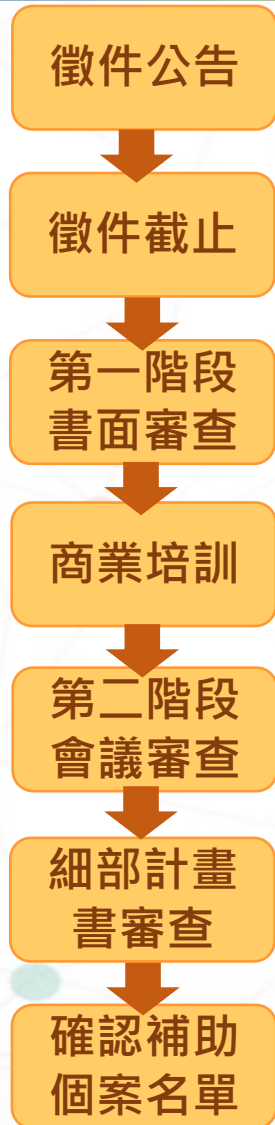 徵件公告
徵件截止
第一階段
書面審查
商業培訓
第二階段
會議審查
細部計畫
書審查
確認補助
個案名單